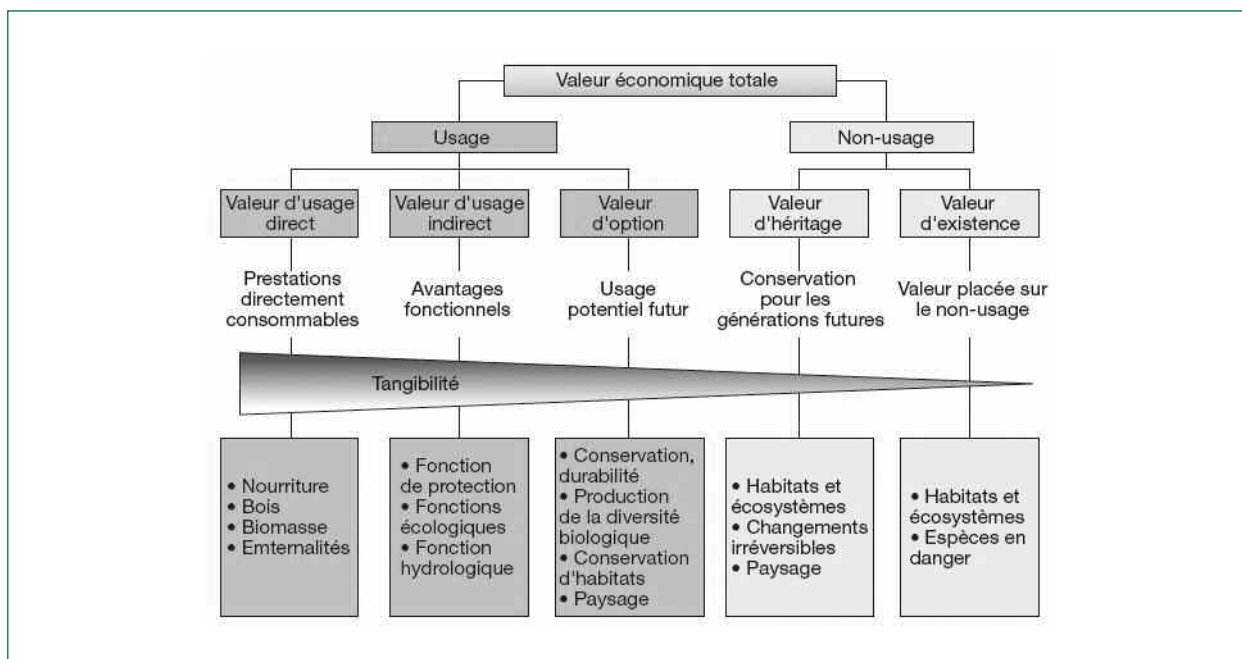 Valeur économique totale
Usage
Non-usage
Valeur d'usage
direct
Valeur d'usage
indirect
Valeur
d'option
Valeur
d'héritage
Valeur
d'existence
Prestations
directement
consommables
Avantages
fonctionnels
Usage
potentiel futur
Conservation
pour les
générations futures
Valeur placée sur
le non-usage
Tangibilité
• Nourriture
• Bois
• Biomasse
• Emternalités
• Fonction
de protection
• Fonctions
écologiques
• Fonction
hydrologique
• Conservation,
durabilité
• Production
de la diversité
biologique
• Conservation
d'habitats
• Paysage
• Habitats et
écosystèmes
• Changements
irréversibles
• Paysage
• Habitats et
écosystèmes
• Espèces en
danger